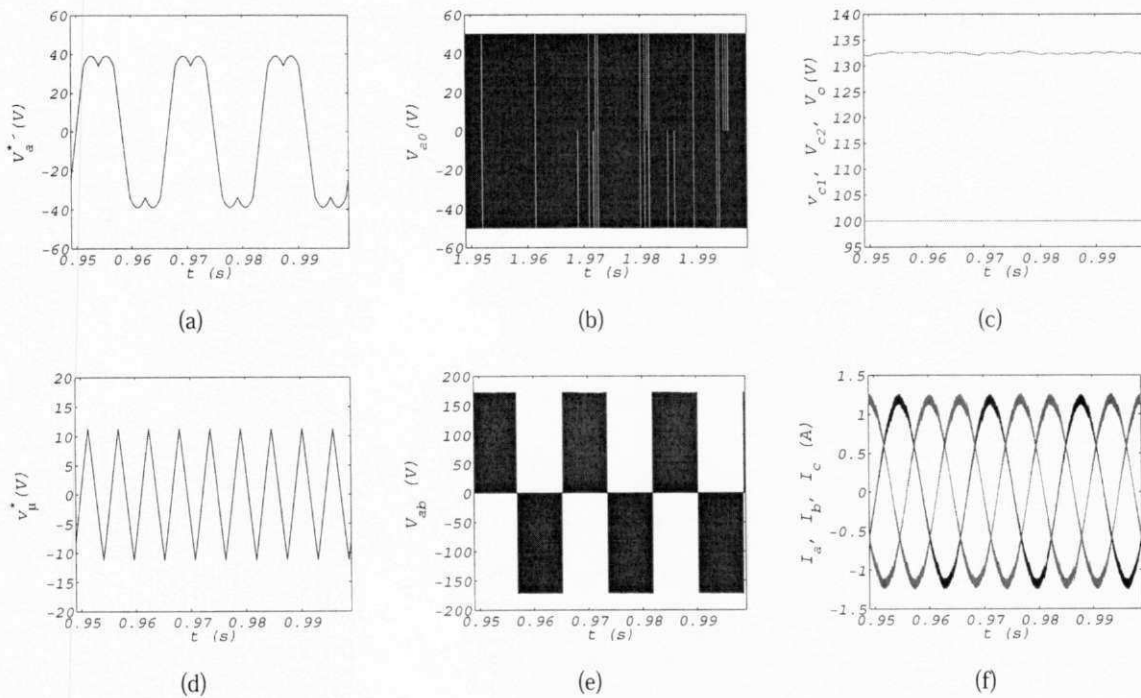 60
40
20
0
-20
-40
-60
V*a´ (V)
0.95 0.96 0.97 0.98 0.99
t (s)
(a)
60
40
20
0
-20
-40
-60
Va0 (V)
1.95 1.96 1.97 1.98 1.99
t (s)
(b)
140
135
130
125
120
115
110
105
100
95
Vc1, Vc2, Vo (V)
0.95 0.96 0.97 0.98 0.99
t (s)
(c)
20
15
10
5
0
-5
-10
-15
-20
v*μ (V)
0.95 0.96 0.97 0.98 0.99
t (s)
(d)
200
150
100
50
0
-50
-100
-150
-200
Vab (V)
0.95 0.96 0.97 0.98 0.99
t (s)
(e)
1.5
1
0.5
0
-0.5
-1
-1.5
Ia, Ib, Ic (A)
0.95 0.96 0.97 0.98 0.99
t (s)
(f)